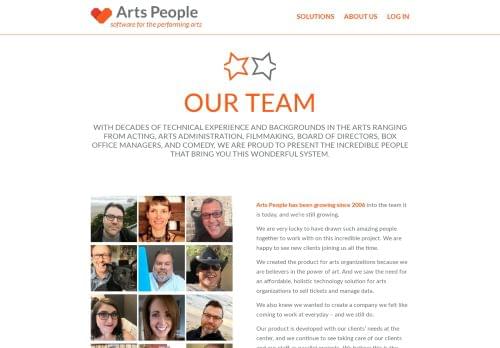 Arts People
software for the performing arts
SOLUTIONS ABOUT US LOG IN
OUR TEAM
WITH DECADES OF TECHNICAL EXPERIENCE AND BACKGROUNDS IN THE ARTS RANGING
FROM ACTING, ARTS ADMINISTRATION, FILMMAKING, BOARD OF DIRECTORS, BOX
OFFICE MANAGERS, AND COMEDY, WE ARE PROUD TO PRESENT THE INCREDIBLE PEOPLE
THAT BRING YOU THIS WONDERFUL SYSTEM.
Arts People has been growing since 2006 into the team it
is today, and we're still growing.
We are very lucky to have drawn such amazing people
together to work with on this incredible project. We are
happy to see new clients joining us all the time.
We created the product for arts organizations because we
are believers in the power of art. And we saw the need for
an affordable, holistic technology solution for arts
organizations to sell tickets and manage data.
We also knew we wanted to create a company we felt like
coming to work at everyday – and we still do.
Our product is developed with our clients' needs at the
center, and we continue to see taking care of our clients